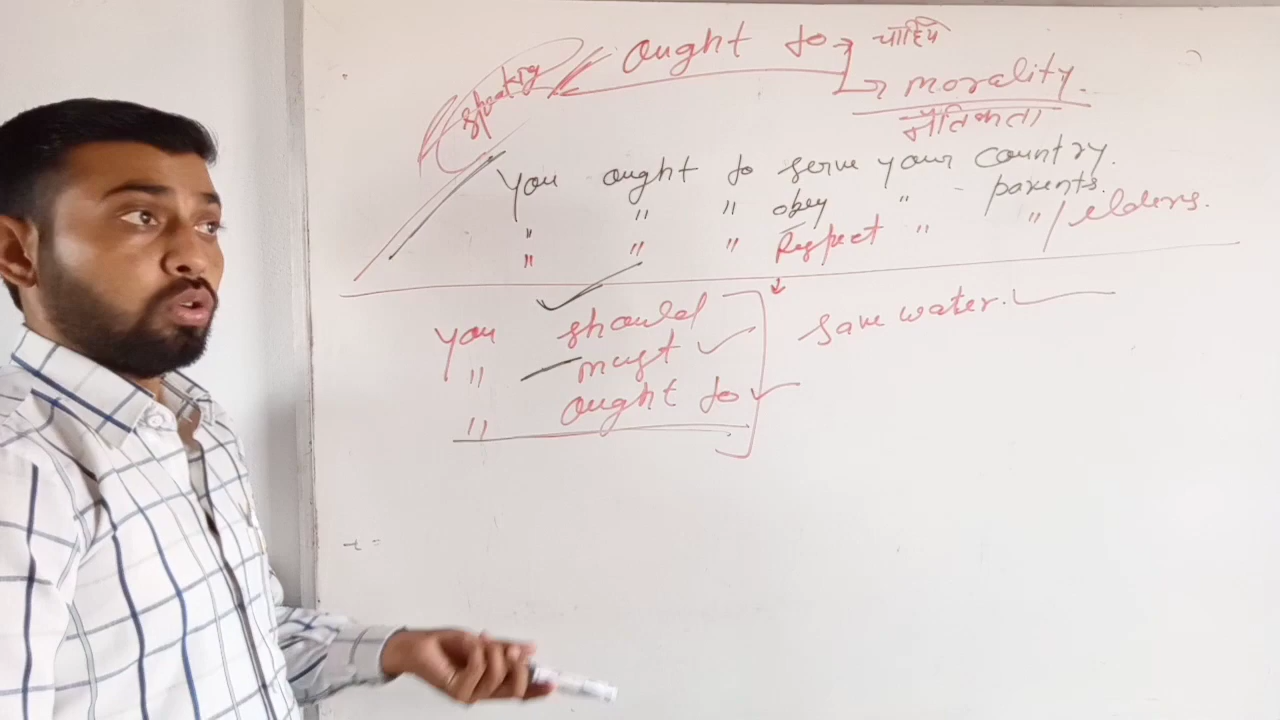 speaking ought to → चाहिये
→ morality.
नैतिकता
You ought to serve your country.
" " " obey " parents.
" " " Respect " " / elders.
You should save water.
" must
" ought to